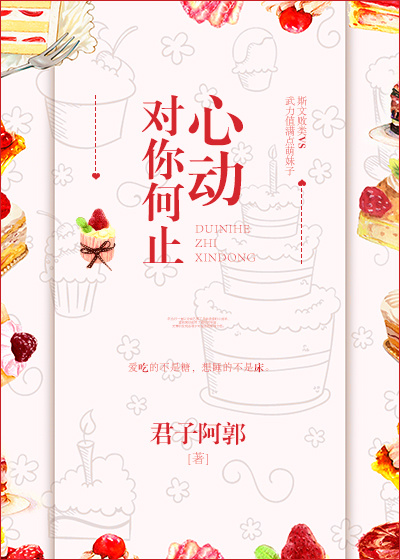 对你何止
心动
斯文败类VS
武力值满点萌妹子
DUINIHE
ZHI
XINDONG
爱吃的不是糖，想睡的不是床。
君子阿郭
[著]